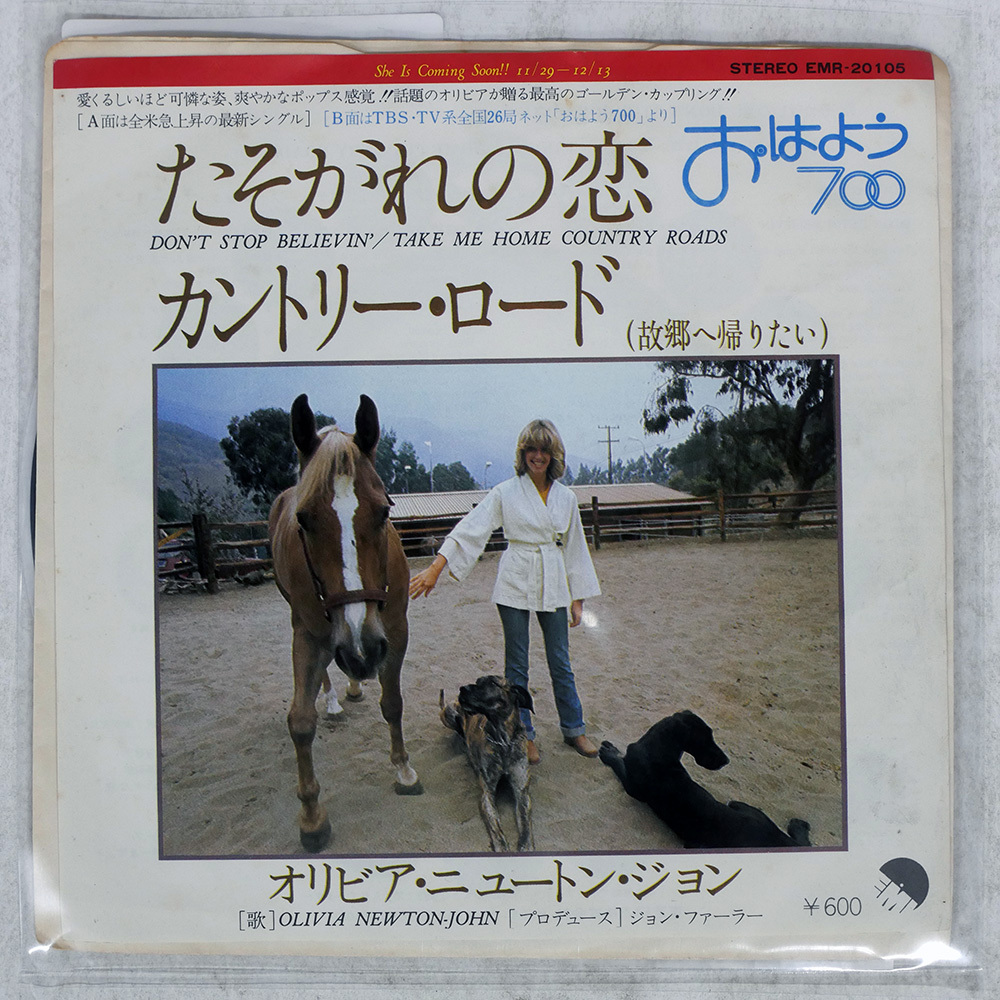 She Is Coming Soon!! 11/29—12/13
STEREO EMR-20105
愛くるしいほど可憐な姿、爽やかなポップス感覚!!話題のオリビアが贈る最高のゴールデン・カップリング!!
[A面は全米急上昇の最新シングル] [B面はTBS・TV系全国26局ネット「おはよう700」より]
おはよう
700
たそがれの恋
DON'T STOP BELIEVIN'/TAKE ME HOME COUNTRY ROADS
カントリー・ロード
(故郷へ帰りたい)
オリビア・ニュートン・ジョン
[歌]OLIVIA NEWTON-JOHN [プロデュース]ジョン・ファーラー
¥600